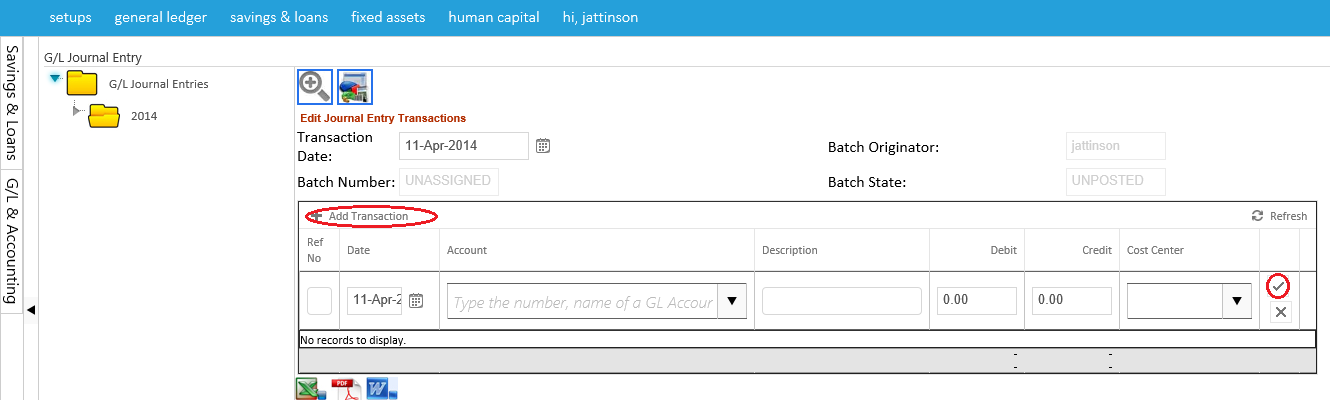 setups general ledger savings & loans fixed assets human capital hi, jattinson
Savings & Loans
G/L & Accounting
G/L Journal Entry
G/L Journal Entries
2014
Edit Journal Entry Transactions
Transaction Date: 11-Apr-2014 Batch Originator: jattinson
Batch Number: UNASSIGNED Batch State: UNPOSTED
Add Transaction Refresh
Ref No Date Account Description Debit Credit Cost Center
11-Apr-2 Type the number, name of a GL Accour 0.00 0.00
No records to display.
- -
- -
PDF